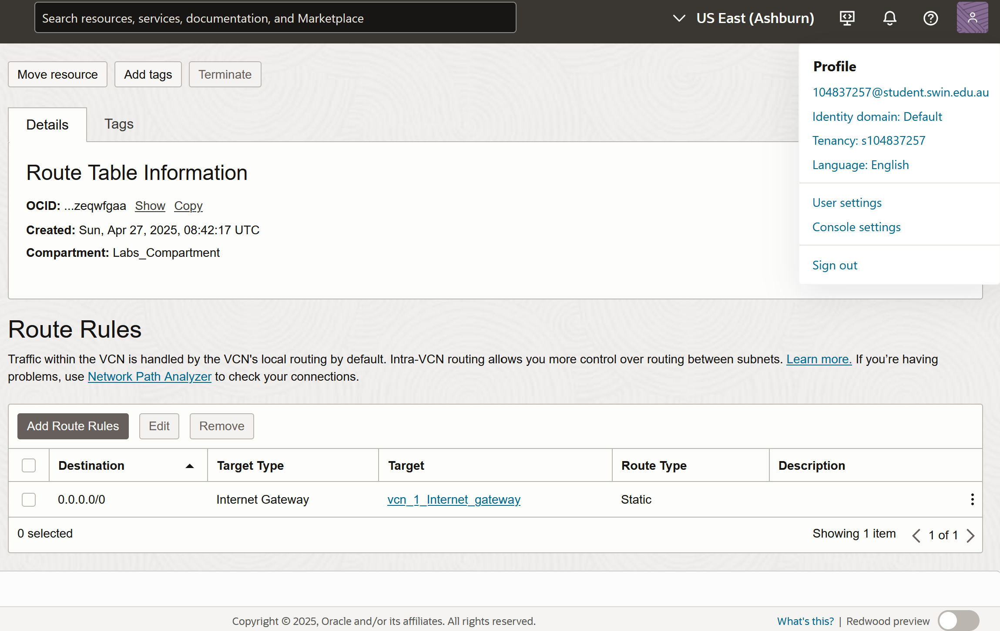 Search resources, services, documentation, and Marketplace
US East (Ashburn)
Move resource
Add tags
Terminate
Profile
104837257@student.swin.edu.au
Identity domain: Default
Tenancy: s104837257
Language: English
User settings
Console settings
Sign out
Details
Tags
Route Table Information
OCID: ...zeqwfgaa Show Copy
Created: Sun, Apr 27, 2025, 08:42:17 UTC
Compartment: Labs_Compartment
Route Rules
Traffic within the VCN is handled by the VCN's local routing by default. Intra-VCN routing allows you more control over routing between subnets. Learn more. If you’re having
problems, use Network Path Analyzer to check your connections.
Add Route Rules
Edit
Remove
Destination Target Type Target Route Type Description
0.0.0.0/0 Internet Gateway vcn_1_Internet_gateway Static
0 selected
Showing 1 item
1 of 1
Copyright © 2025, Oracle and/or its affiliates. All rights reserved.
What's this? | Redwood preview